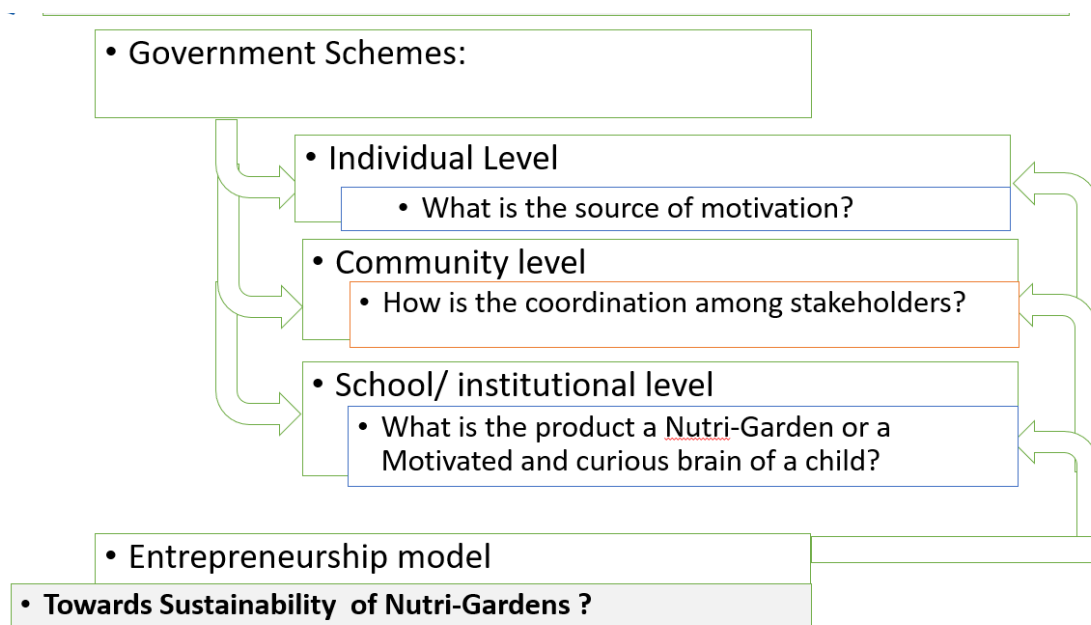 • Government Schemes:
• Individual Level
• What is the source of motivation?
• Community level
• How is the coordination among stakeholders?
• School/ institutional level
• What is the product a Nutri-Garden or a
Motivated and curious brain of a child?
• Entrepreneurship model
• Towards Sustainability of Nutri-Gardens ?